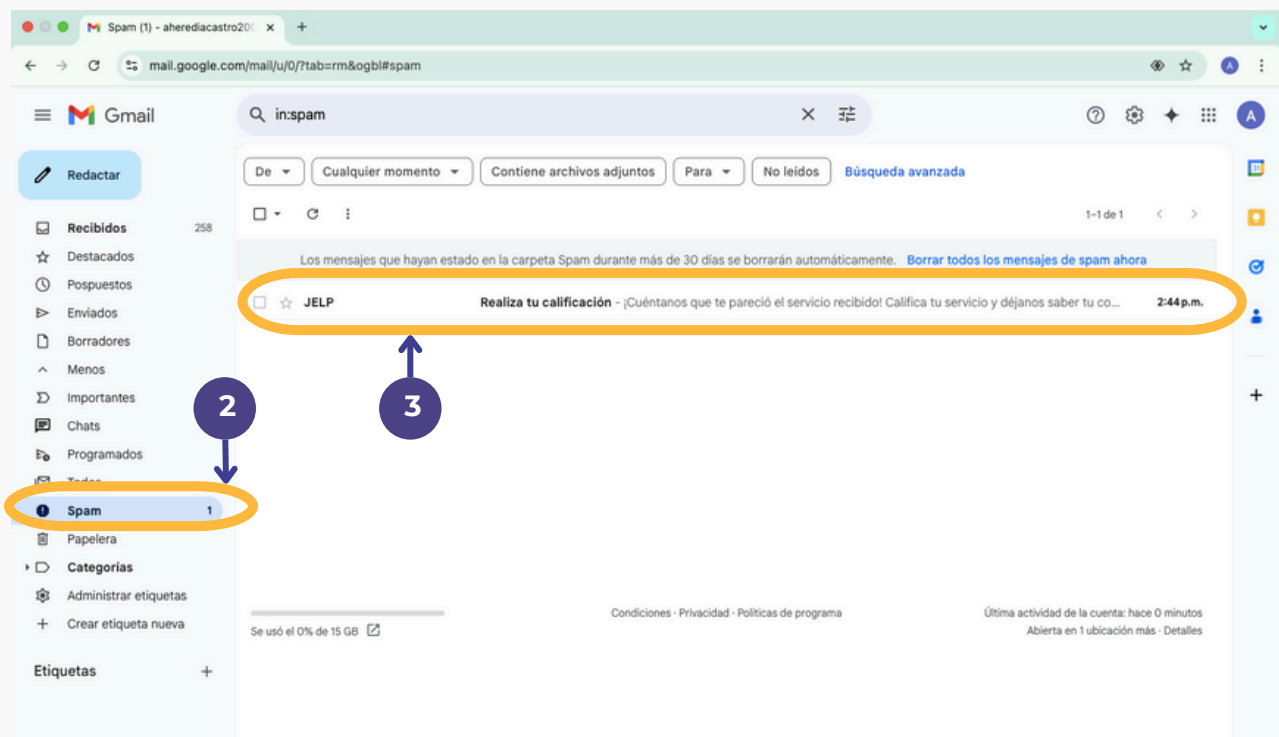 Spam (1) - aherediacastro20
mail.google.com/mail/u/0/?tab=rm&ogbl#spam
A
Gmail
in:spam
A
Redactar
De
Cualquier momento
Contiene archivos adjuntos
Para
No leídos
Búsqueda avanzada
1–1 de 1
Recibidos 258
Destacados
Pospuestos
Enviados
Borradores
Menos
Importantes
Chats
Programados
Todos
Spam 1
Papelera
Categorías
Administrar etiquetas
Crear etiqueta nueva
Etiquetas
Los mensajes que hayan estado en la carpeta Spam durante más de 30 días se borrarán automáticamente. Borrar todos los mensajes de spam ahora
JELP Realiza tu calificación - ¡Cuéntanos que te pareció el servicio recibido! Califica tu servicio y déjanos saber tu co... 2:44 p.m.
2
3
Se usó el 0% de 15 GB
Condiciones · Privacidad · Políticas de programa
Última actividad de la cuenta: hace 0 minutos
Abierta en 1 ubicación más · Detalles
31